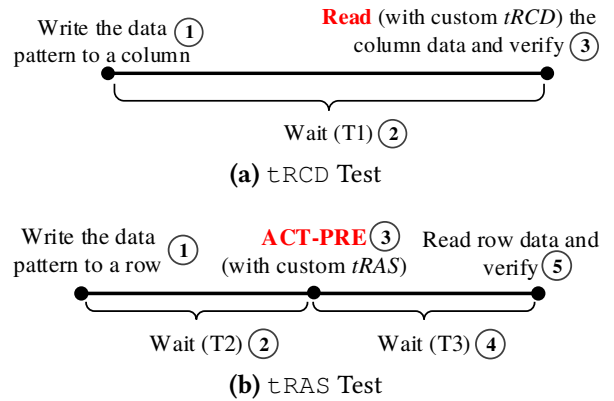 Write the data ① Read (with custom tRCD) the
pattern to a column column data and verify ③
Wait (T1) ②
(a) tRCD Test
Write the data ① ACT-PRE ③ Read row data and
pattern to a row (with custom tRAS) verify ⑤
Wait (T2) ② Wait (T3) ④
(b) tRAS Test